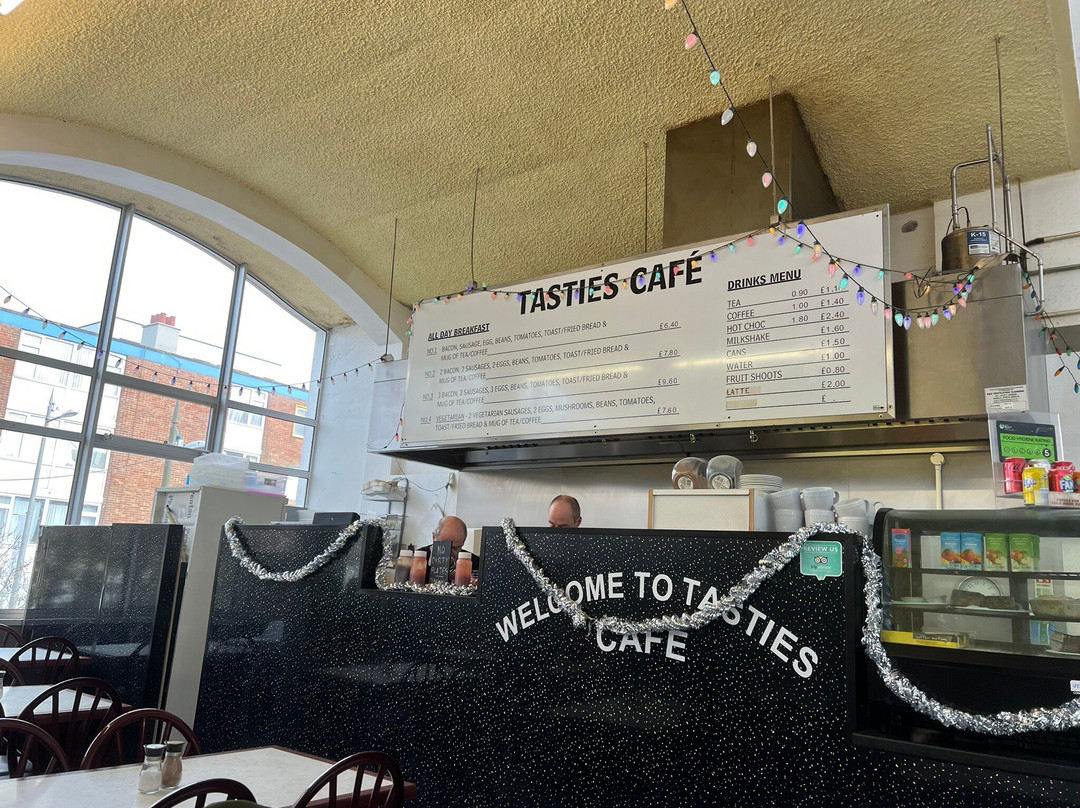 TASTIES CAFÉ
ALL DAY BREAKFAST
NO.1 BACON, SAUSAGE, EGG, BEANS, TOMATOES, TOAST/FRIED BREAD &
MUG OF TEA/COFFEE £6.40
NO.2 2 BACON, 2 SAUSAGES, 2 EGGS, BEANS, TOMATOES, TOAST/FRIED BREAD &
MUG OF TEA/COFFEE £7.80
NO.3 3 BACON, 3 SAUSAGES, 3 EGGS, BEANS, TOMATOES, TOAST/FRIED BREAD &
MUG OF TEA/COFFEE £9.60
NO.4 VEGETARIAN - 2 VEGETARIAN SAUSAGES, 2 EGGS, MUSHROOMS, BEANS, TOMATOES,
TOAST/FRIED BREAD & MUG OF TEA/COFFEE £7.60
DRINKS MENU
TEA 0.90 £1.10
COFFEE 1.00 £1.40
HOT CHOC 1.80 £2.40
MILKSHAKE £1.60
CANS £1.50
WATER £1.00
FRUIT SHOOTS £0.80
LATTE £2.00
£ .
K-15
FOOD HYGIENE RATING
5
REVIEW US
WELCOME TO TASTIES
CAFE